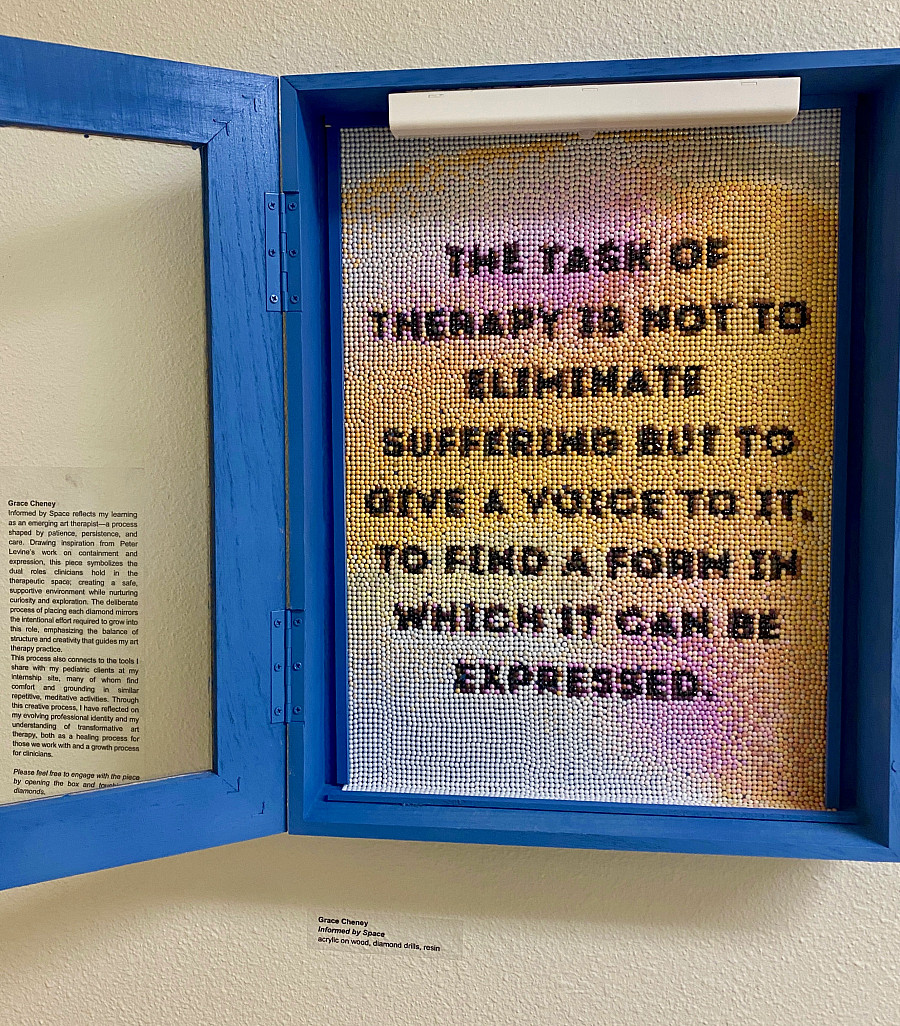 THE TASK OF
THERAPY IS NOT TO
ELIMINATE
SUFFERING BUT TO
GIVE A VOICE TO IT,
TO FIND A FORM IN
WHICH IT CAN BE
EXPRESSED.
Grace Cheney
Informed by Space reflects my learning
as an emerging art therapist—a process
shaped by patience, persistence, and
care. Drawing inspiration from Peter
Levine's work on containment and
expression, this piece symbolizes the
dual roles clinicians hold in the
therapeutic space; creating a safe,
supportive environment while nurturing
curiosity and exploration. The deliberate
process of placing each diamond mirrors
the intentional effort required to grow into
this role, emphasizing the balance of
structure and creativity that guides my art
therapy practice.
This process also connects to the tools I
share with my pediatric clients at my
internship site, many of whom find
comfort and grounding in similar
repetitive, meditative activities. Through
this creative process, I have reflected on
my evolving professional identity and my
understanding of transformative art
therapy, both as a healing process for
those we work with and a growth process
for clinicians.
Please feel free to engage with the piece
by opening the box and
diamonds.
Grace Cheney
Informed by Space
acrylic on wood, diamond drills, resin